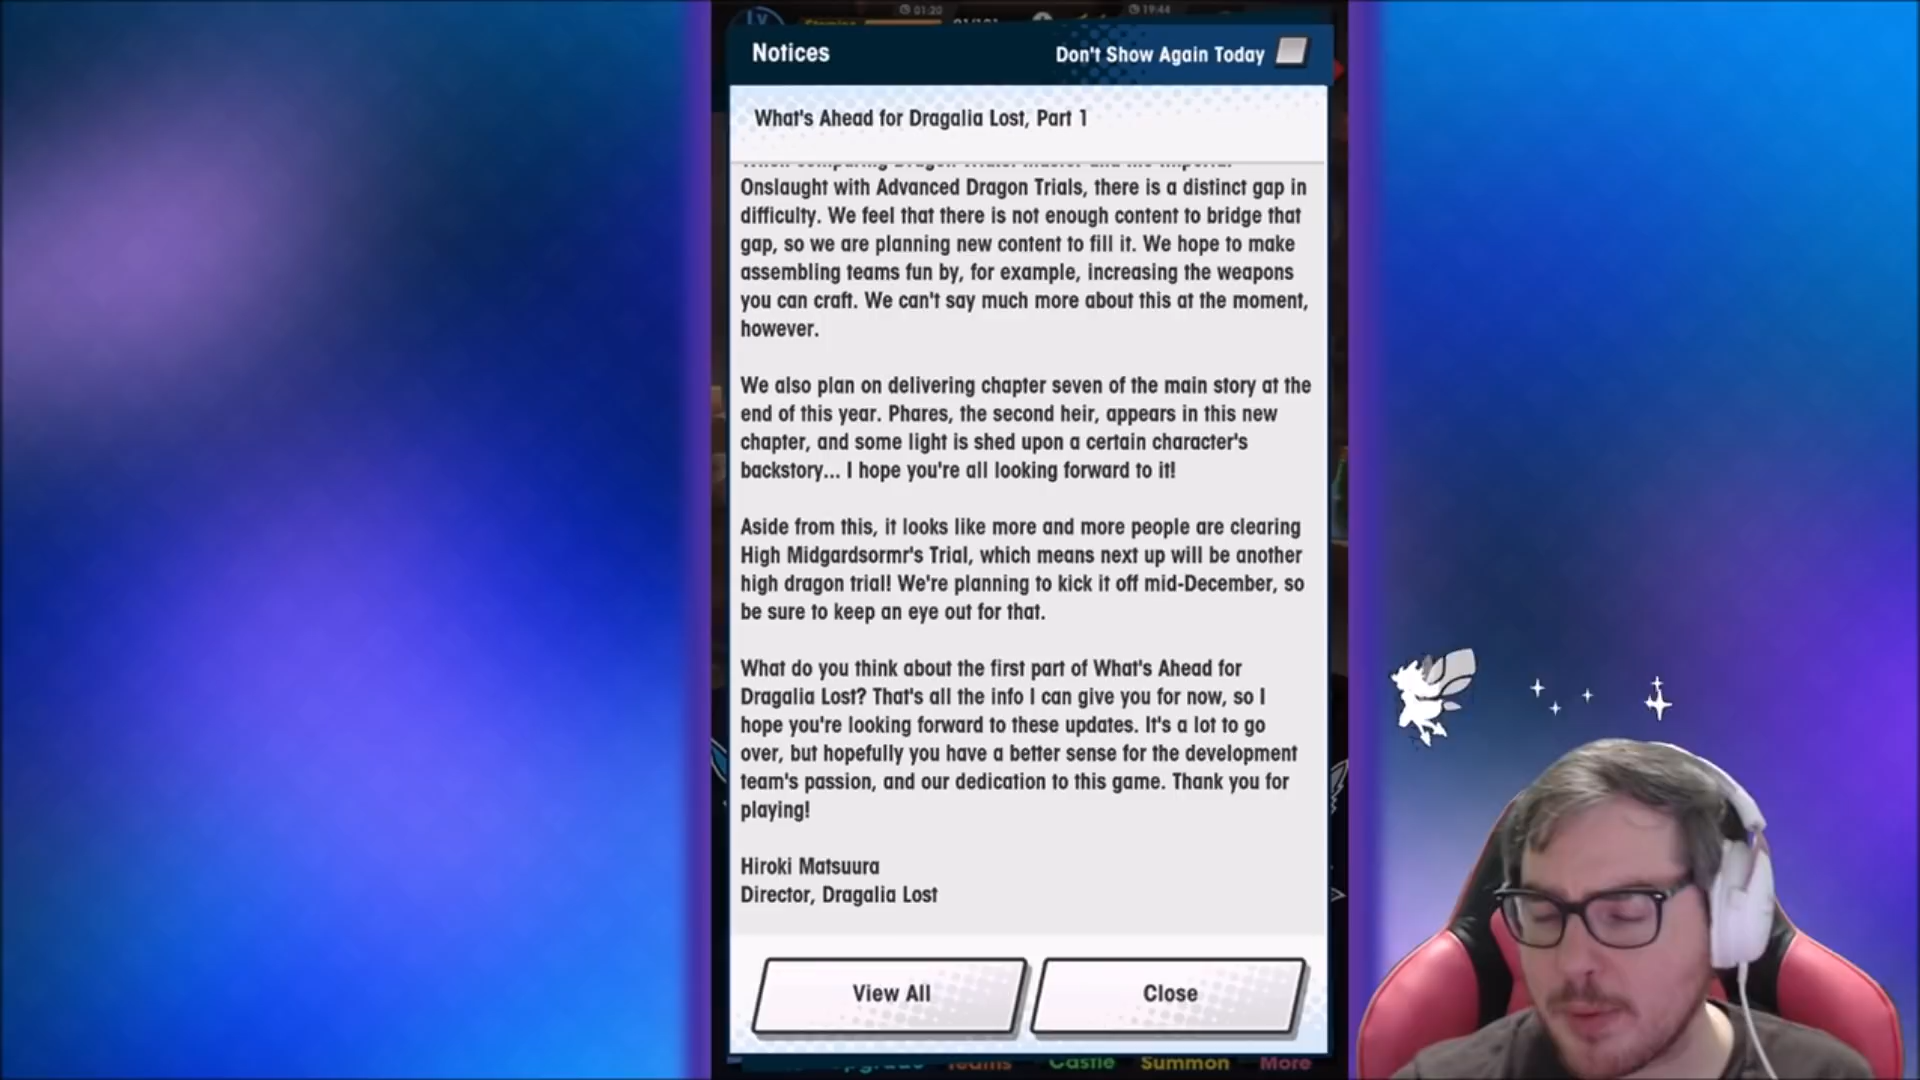 01:20
19:44
Notices
Don't Show Again Today
What's Ahead for Dragalia Lost, Part 1
Onslaught with Advanced Dragon Trials, there is a distinct gap in
difficulty. We feel that there is not enough content to bridge that
gap, so we are planning new content to fill it. We hope to make
assembling teams fun by, for example, increasing the weapons
you can craft. We can't say much more about this at the moment,
however.
We also plan on delivering chapter seven of the main story at the
end of this year. Phares, the second heir, appears in this new
chapter, and some light is shed upon a certain character's
backstory... I hope you're all looking forward to it!
Aside from this, it looks like more and more people are clearing
High Midgardsormr's Trial, which means next up will be another
high dragon trial! We're planning to kick it off mid-December, so
be sure to keep an eye out for that.
What do you think about the first part of What's Ahead for
Dragalia Lost? That's all the info I can give you for now, so I
hope you're looking forward to these updates. It's a lot to go
over, but hopefully you have a better sense for the development
team's passion, and our dedication to this game. Thank you for
playing!
Hiroki Matsuura
Director, Dragalia Lost
View All
Close
Teams
Castle
Summon
More